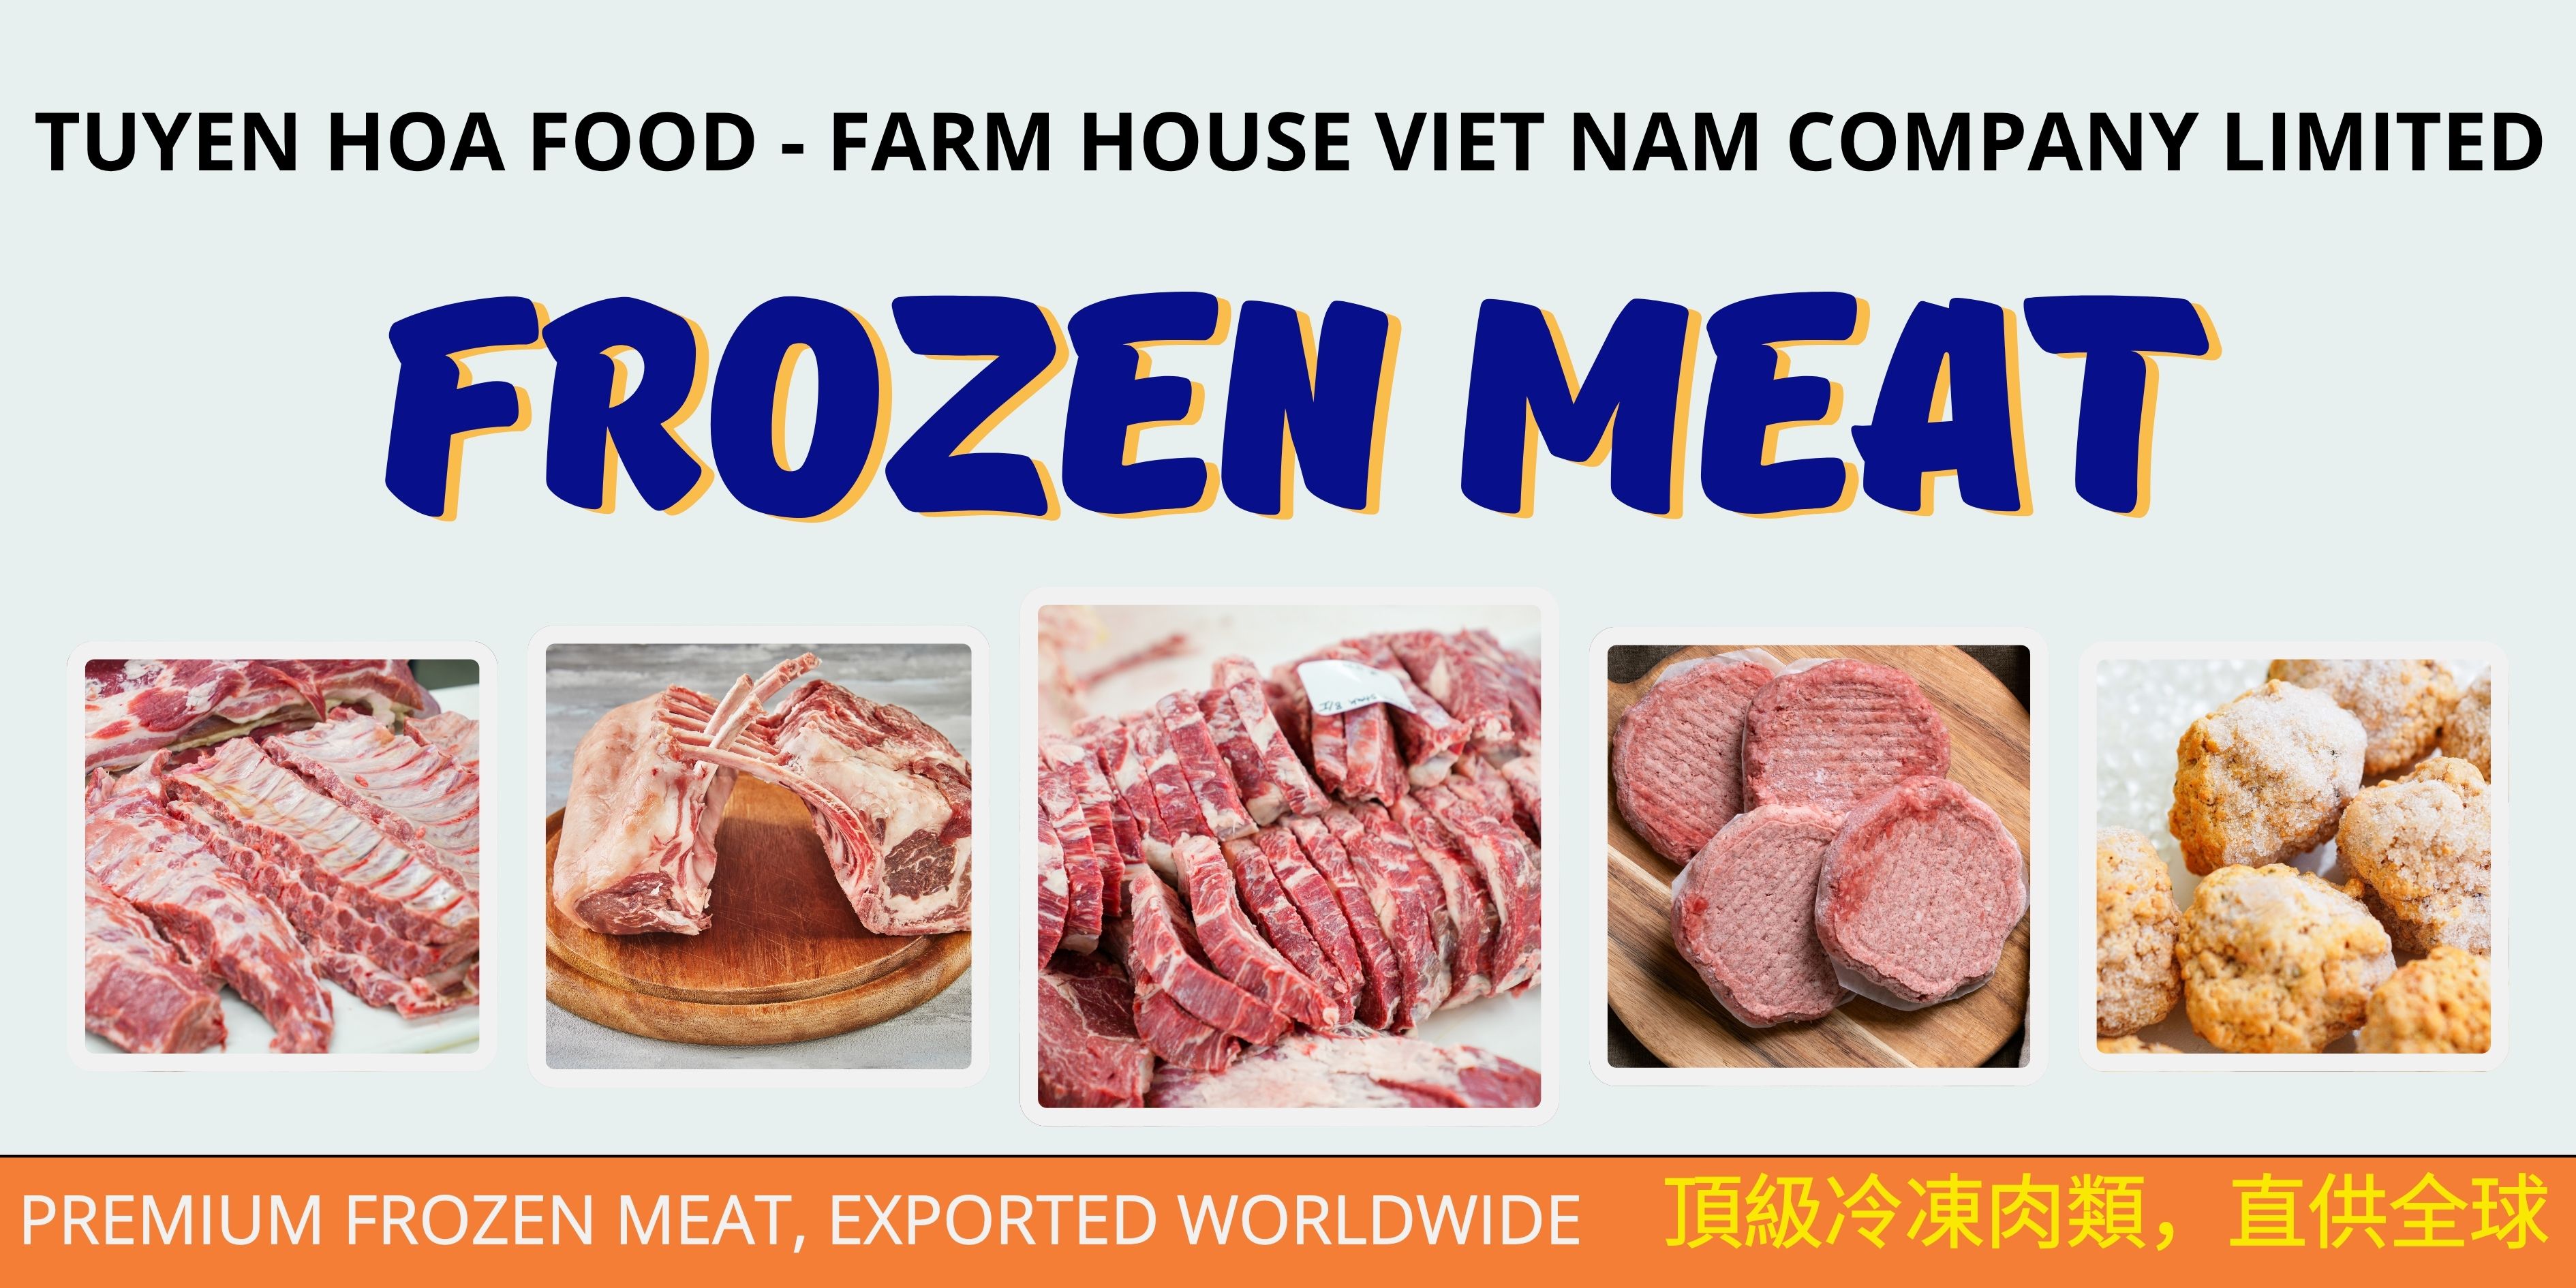 TUYEN HOA FOOD - FARM HOUSE VIET NAM COMPANY LIMITED
FROZEN MEAT
PREMIUM FROZEN MEAT, EXPORTED WORLDWIDE
頂級冷凍肉類，直供全球